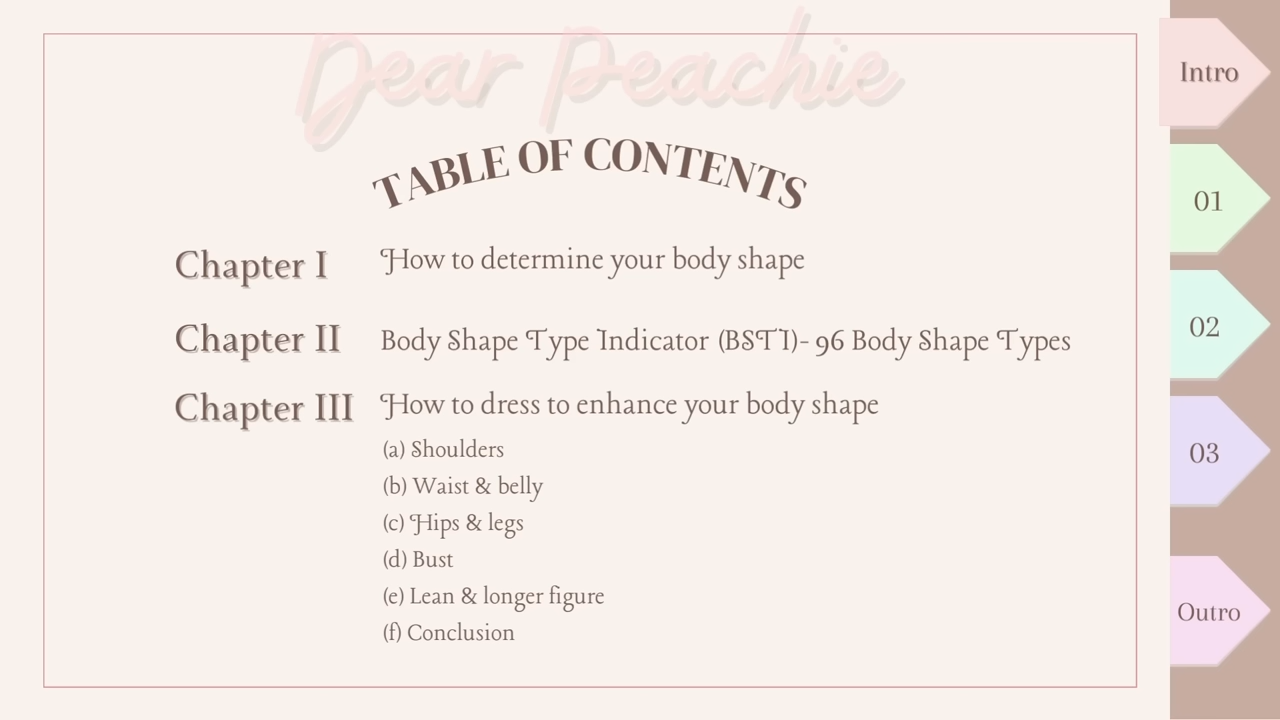 Dear Peachie
TABLE OF CONTENTS
Chapter I How to determine your body shape
Chapter II Body Shape Type Indicator (BSTI)- 96 Body Shape Types
Chapter III How to dress to enhance your body shape
(a) Shoulders
(b) Waist & belly
(c) Hips & legs
(d) Bust
(e) Lean & longer figure
(f) Conclusion
Intro
01
02
03
Outro